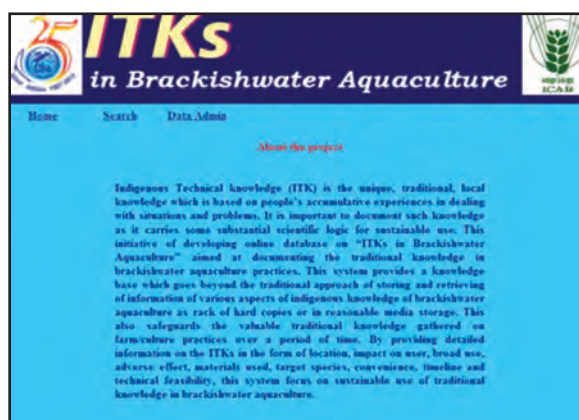 25
ITKs
in Brackishwater Aquaculture
ICAR
Home Search Data Admin
About the project
Indigenous Technical knowledge (ITK) is the unique, traditional, local
knowledge which is based on people's accumulative experiences in dealing
with situations and problems. It is important to document such knowledge
as it carries some substantial scientific logic for sustainable use. This
initiative of developing online database on "ITKs in Brackishwater
Aquaculture" aimed at documenting the traditional knowledge in
brackishwater aquaculture practices. This system provides a knowledge
base which goes beyond the traditional approach of storing and retrieving
of information of various aspects of indigenous knowledge of brackishwater
aquaculture as rack of hard copies or in reasonable media storage. This
also safeguards the valuable traditional knowledge gathered on
farm/culture practices over a period of time. By providing detailed
information on the ITKs in the form of location, impact on user, broad use,
adverse effect, materials used, target species, convenience, timeline and
technical feasibility, this system focus on sustainable use of traditional
knowledge in brackishwater aquaculture.